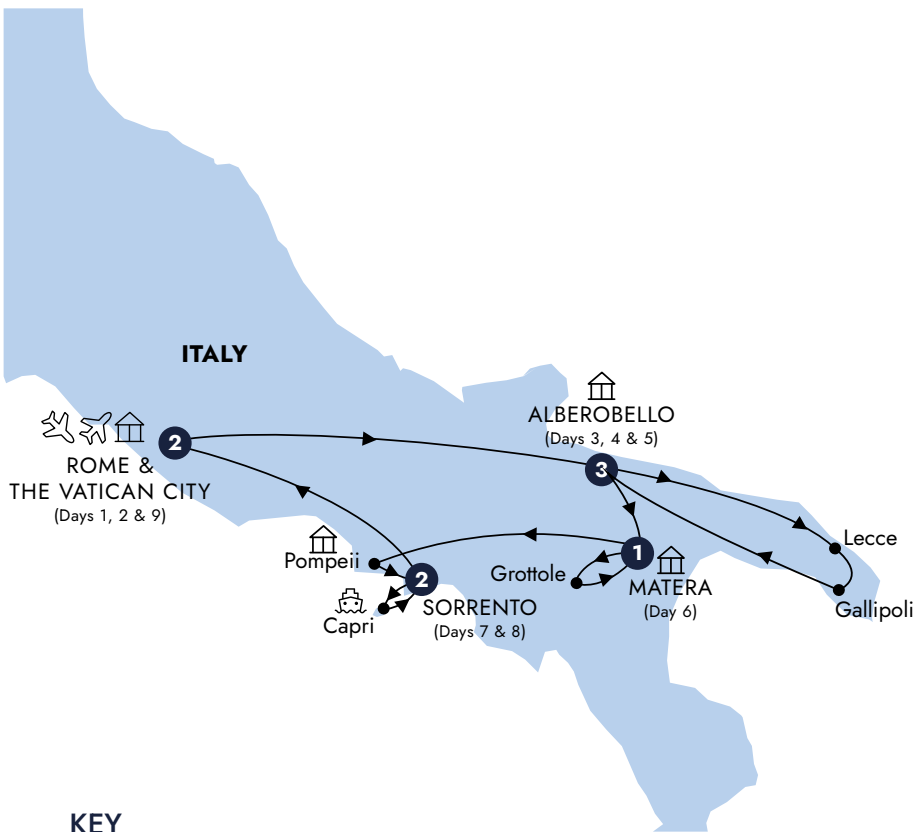 ITALY
2
ROME &
THE VATICAN CITY
(Days 1, 2 & 9)
ALBEROBELLO
(Days 3, 4 & 5)
3
Lecce
Gallipoli
1
MATERA
(Day 6)
Grottole
Pompeii
2
SORRENTO
(Days 7 & 8)
Capri
KEY